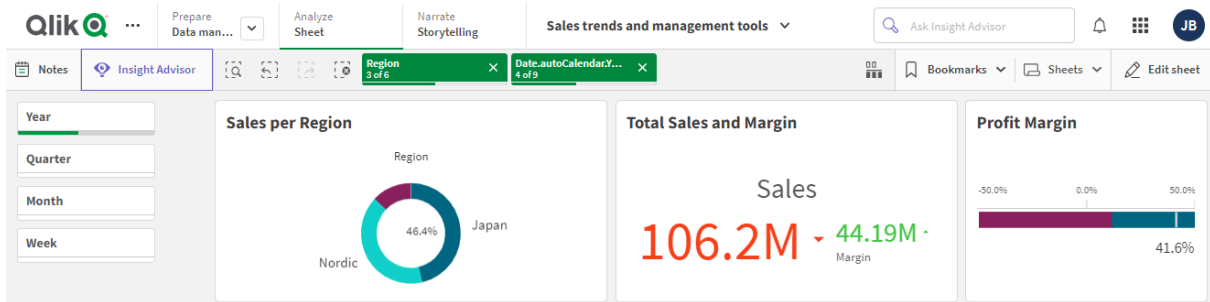 Qlik
Prepare
Data man...
Analyze
Sheet
Narrate
Storytelling
Sales trends and management tools
Ask Insight Advisor
JB
Notes
Insight Advisor
Region
3 of 6
Date.autoCalendar.Y...
4 of 9
Bookmarks
Sheets
Edit sheet
Year
Quarter
Month
Week
Sales per Region
Region
46.4%
Japan
Nordic
Total Sales and Margin
Sales
106.2M
44.19M
Margin
Profit Margin
-50.0% 0.0% 50.0%
41.6%